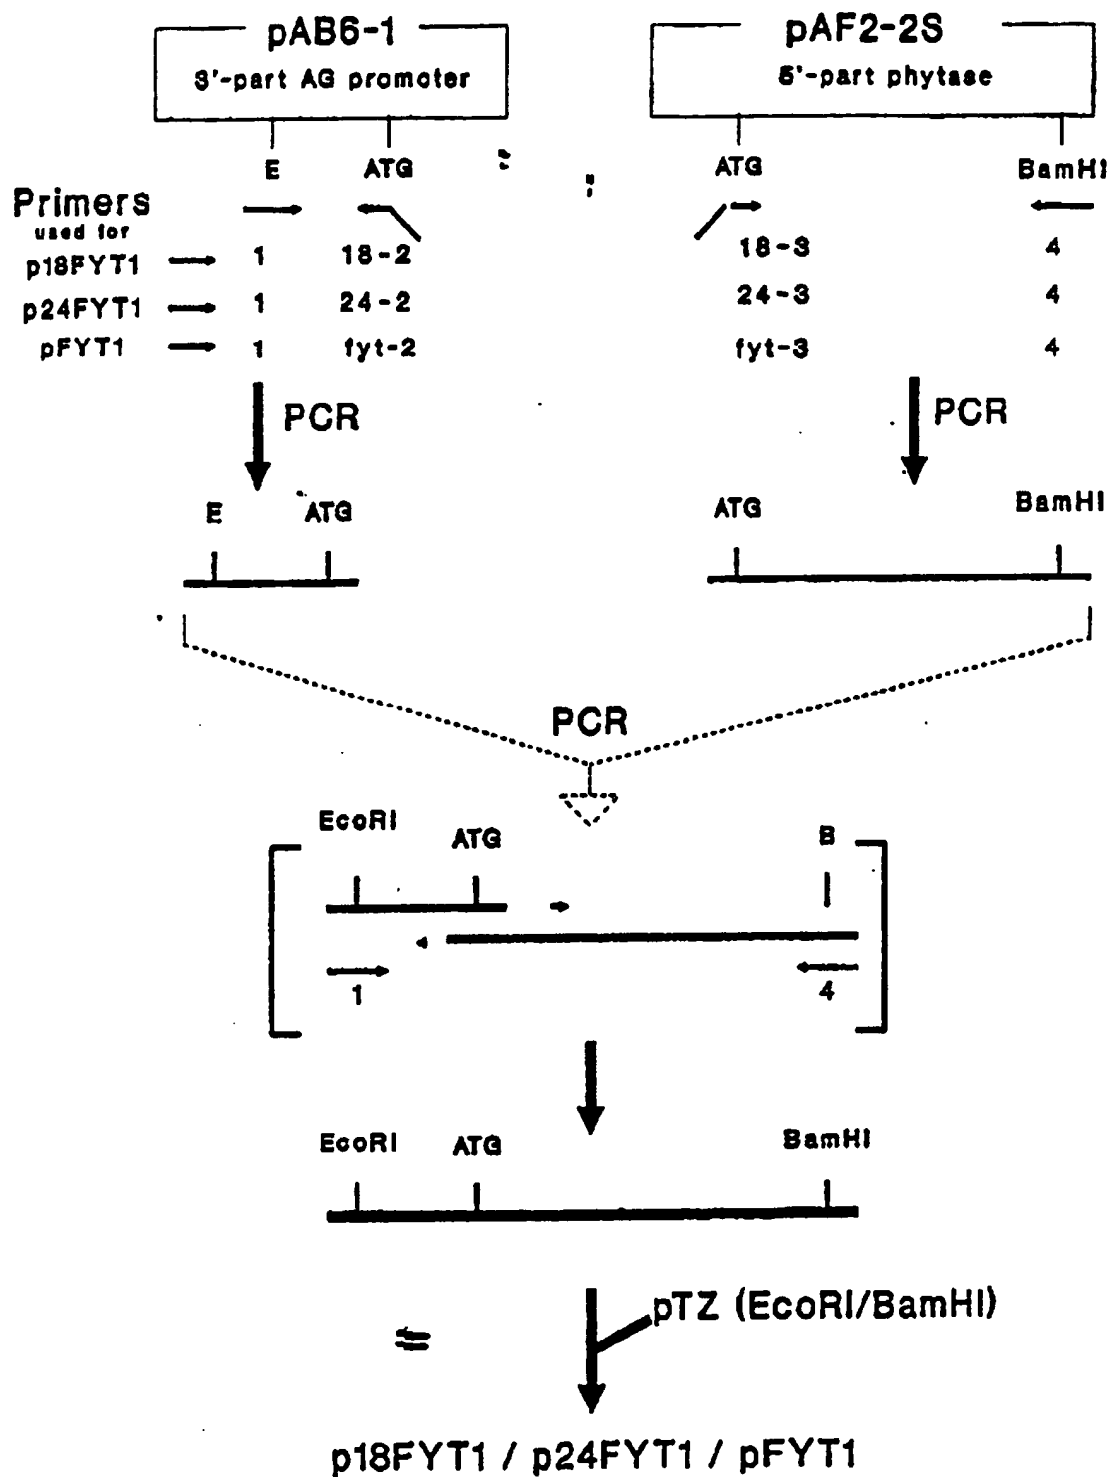 pAB6-1 pAF2-2S
3'-part AG promoter 5'-part phytase
E ATG ATG BamHI
Primers
used for
p18FYT1 1 18-2 18-3 4
p24FYT1 1 24-2 24-3 4
pFYT1 1 fyt-2 fyt-3 4
PCR PCR
E ATG ATG BamHI
PCR
EcoRI ATG B
1 4
EcoRI ATG BamHI
pTZ (EcoRI/BamHI)
p18FYT1 / p24FYT1 / pFYT1